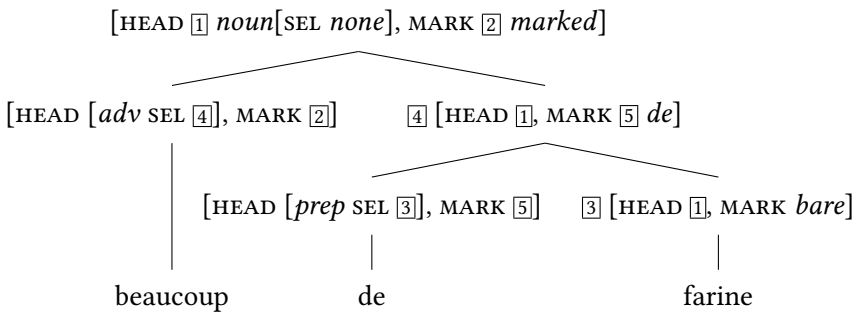 [HEAD 1 noun[SEL none], MARK 2 marked]
[HEAD [adv SEL 4], MARK 2] 4 [HEAD 1, MARK 5 de]
[HEAD [prep SEL 3], MARK 5] 3 [HEAD 1, MARK bare]
beaucoup de farine